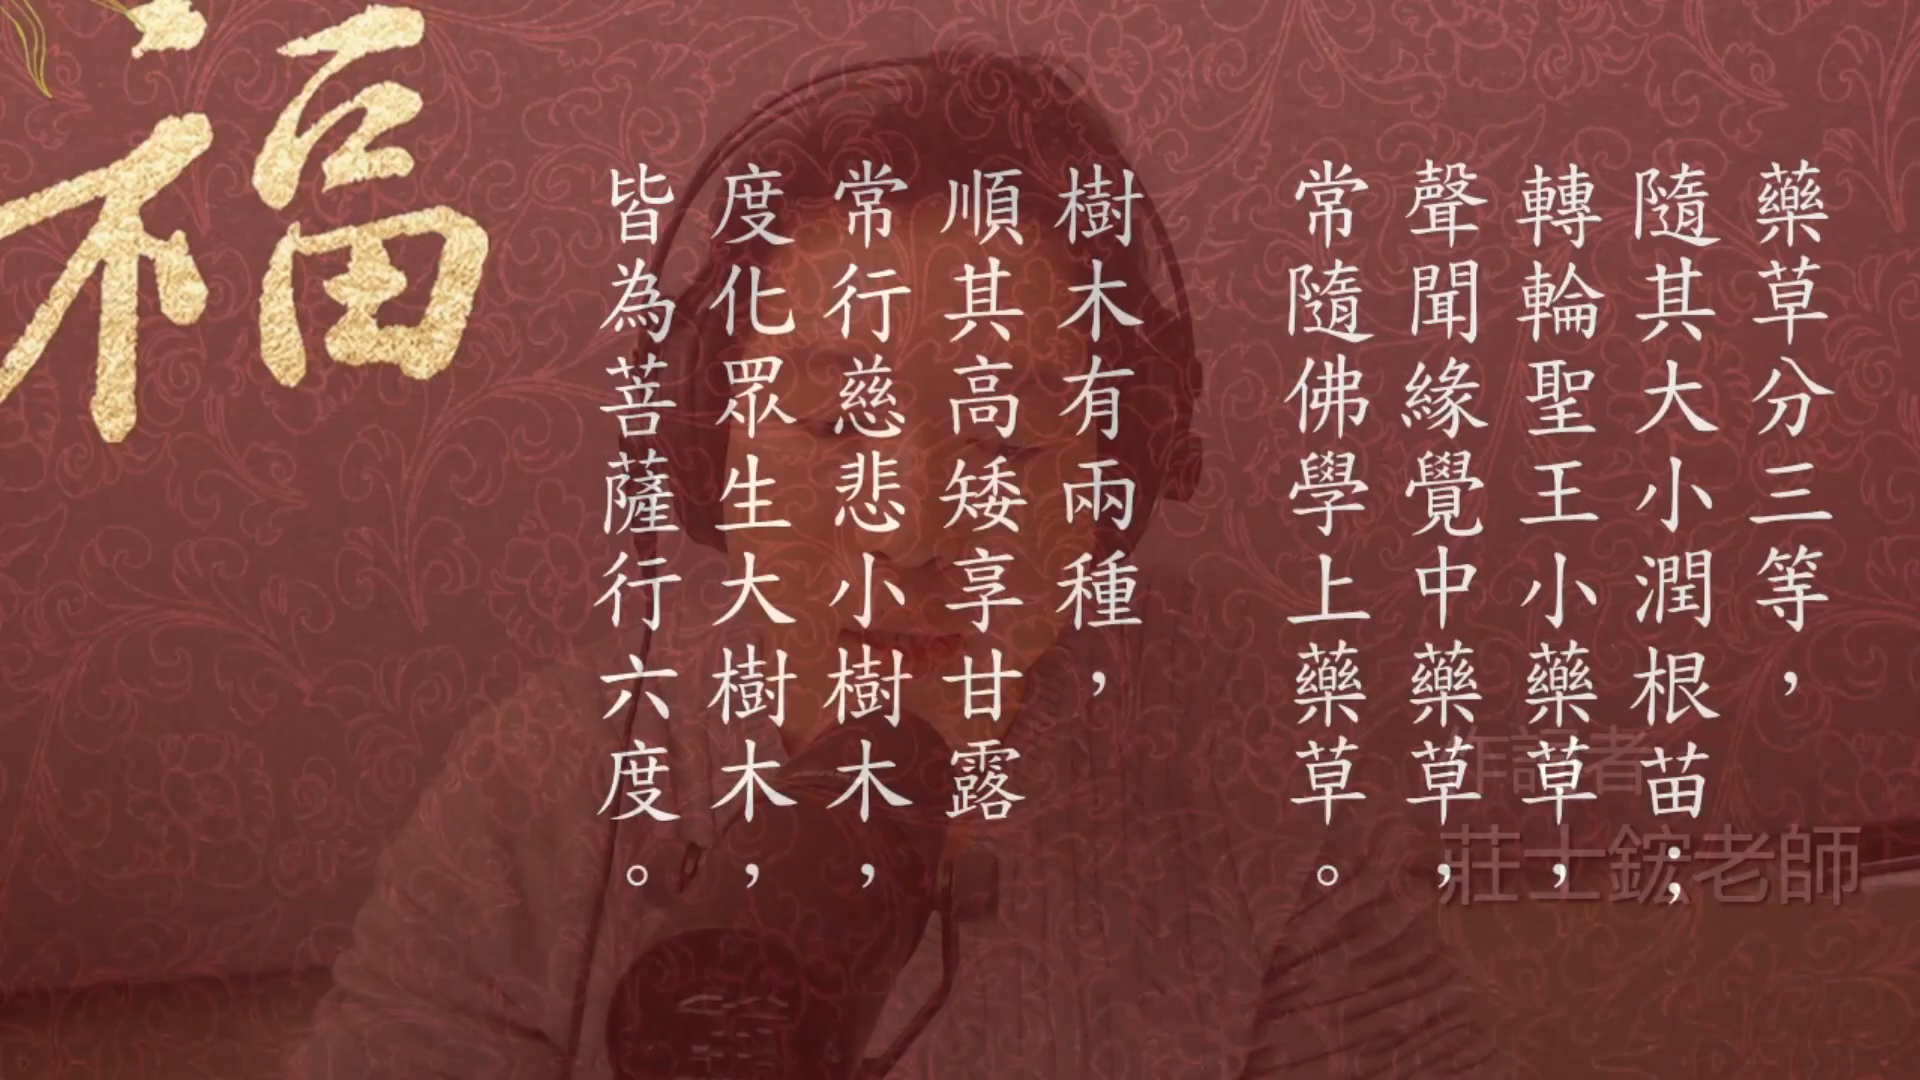 福
藥草分三等，
隨其大小潤根苗；
轉輪聖王小藥草，
聲聞緣覺中藥草，
常隨佛學上藥草。
樹木有兩種，
順其高矮享甘露
常行慈悲小樹木，
度化眾生大樹木，
皆為菩薩行六度。
作詞者
莊士鋐老師